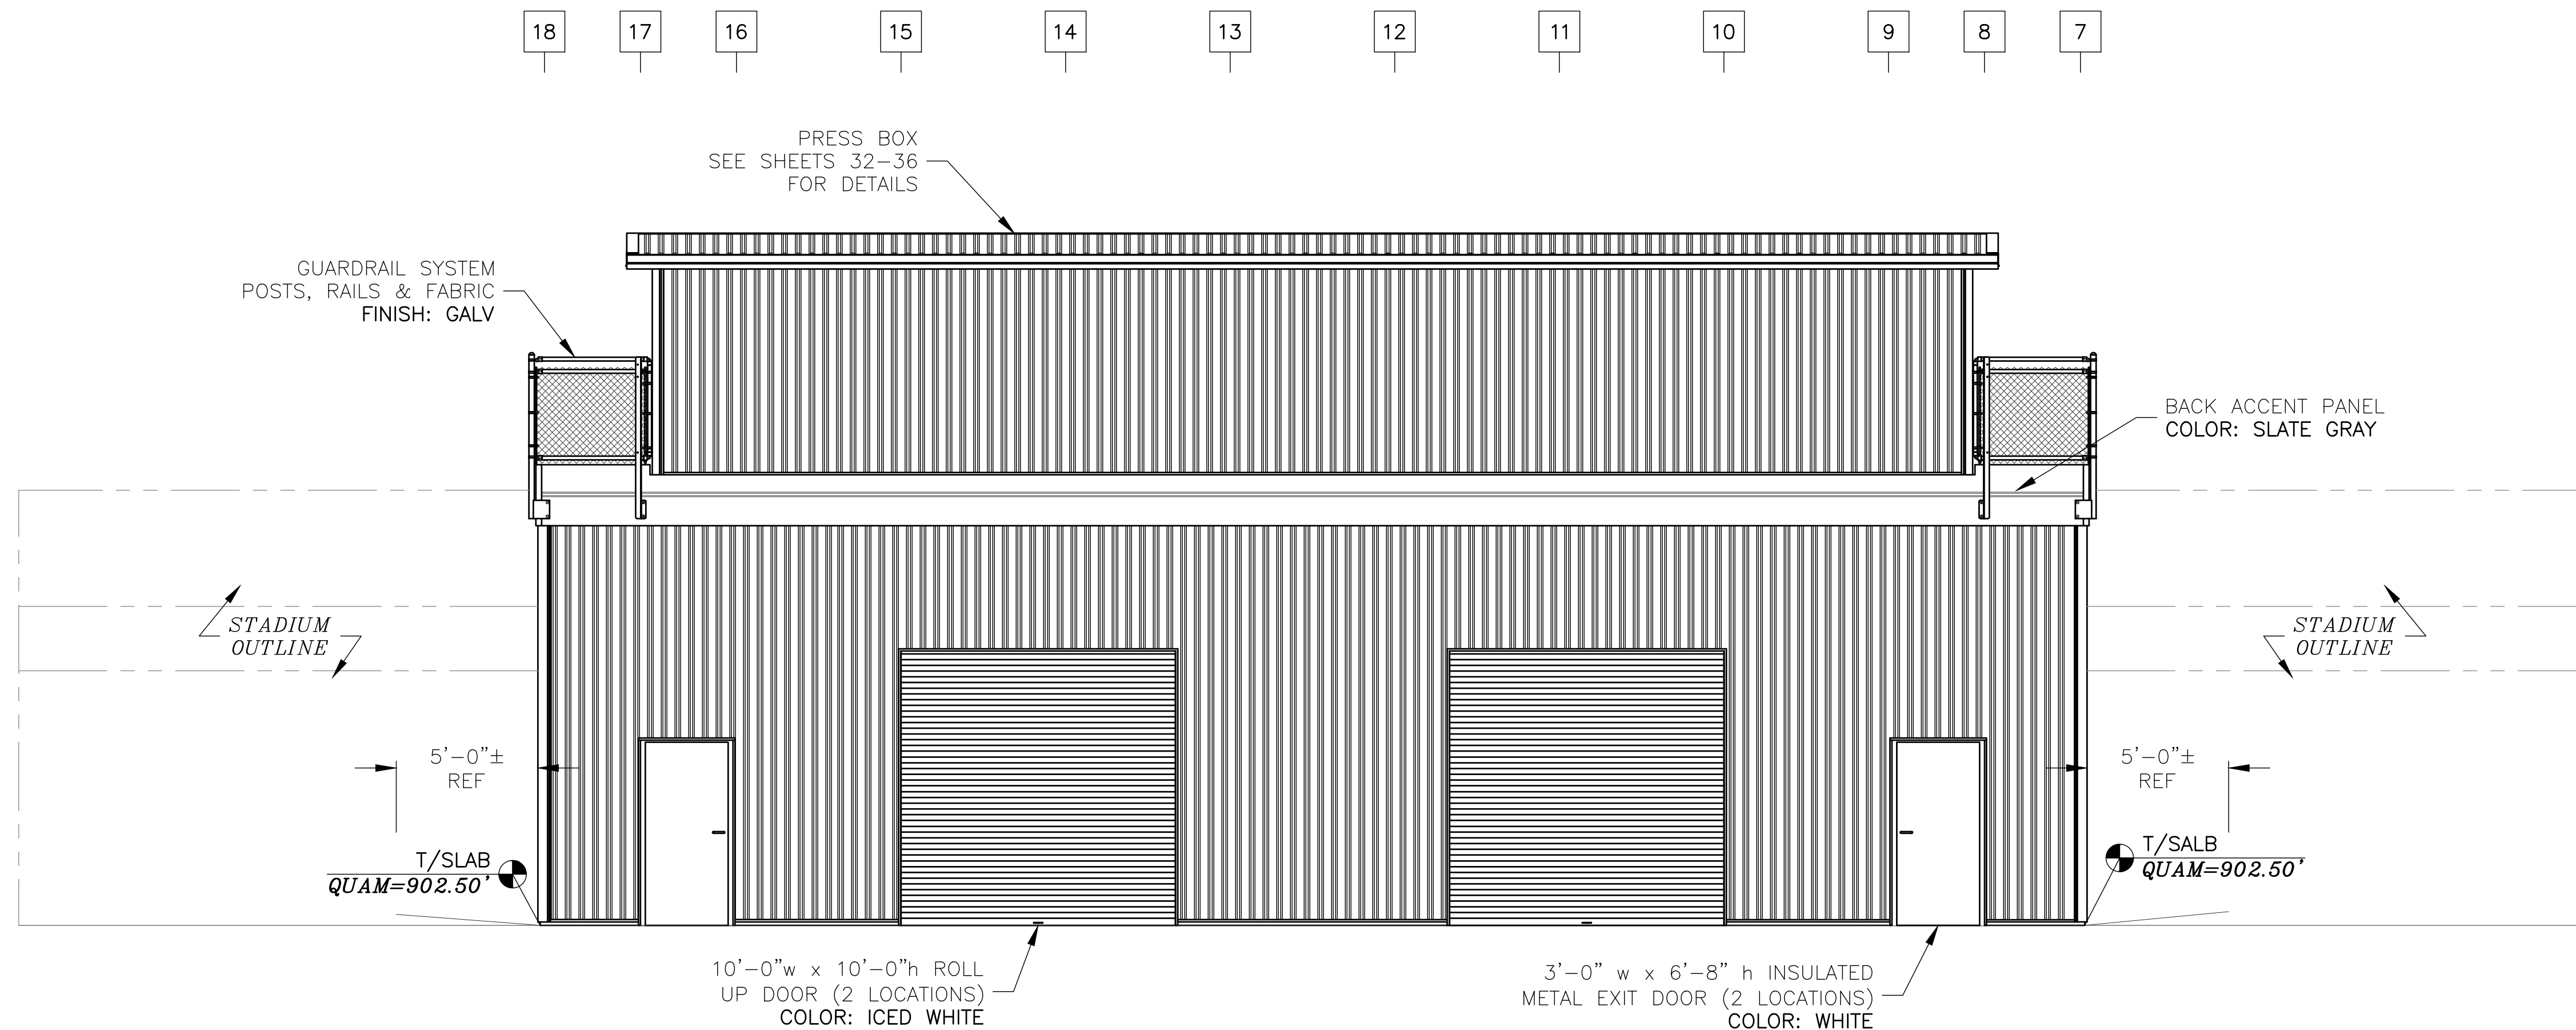 18 17 16 15 14 13 12 11 10 9 8 7
PRESS BOX
SEE SHEETS 32-36
FOR DETAILS
GUARDRAIL SYSTEM
POSTS, RAILS & FABRIC
FINISH: GALV
BACK ACCENT PANEL
COLOR: SLATE GRAY
STADIUM
OUTLINE
STADIUM
OUTLINE
5'-0"±
REF
5'-0"±
REF
T/SLAB
QUAM=902.50'
T/SALB
QUAM=902.50'
10'-0"w x 10'-0"h ROLL
UP DOOR (2 LOCATIONS)
COLOR: ICED WHITE
3'-0" w x 6'-8" h INSULATED
METAL EXIT DOOR (2 LOCATIONS)
COLOR: WHITE